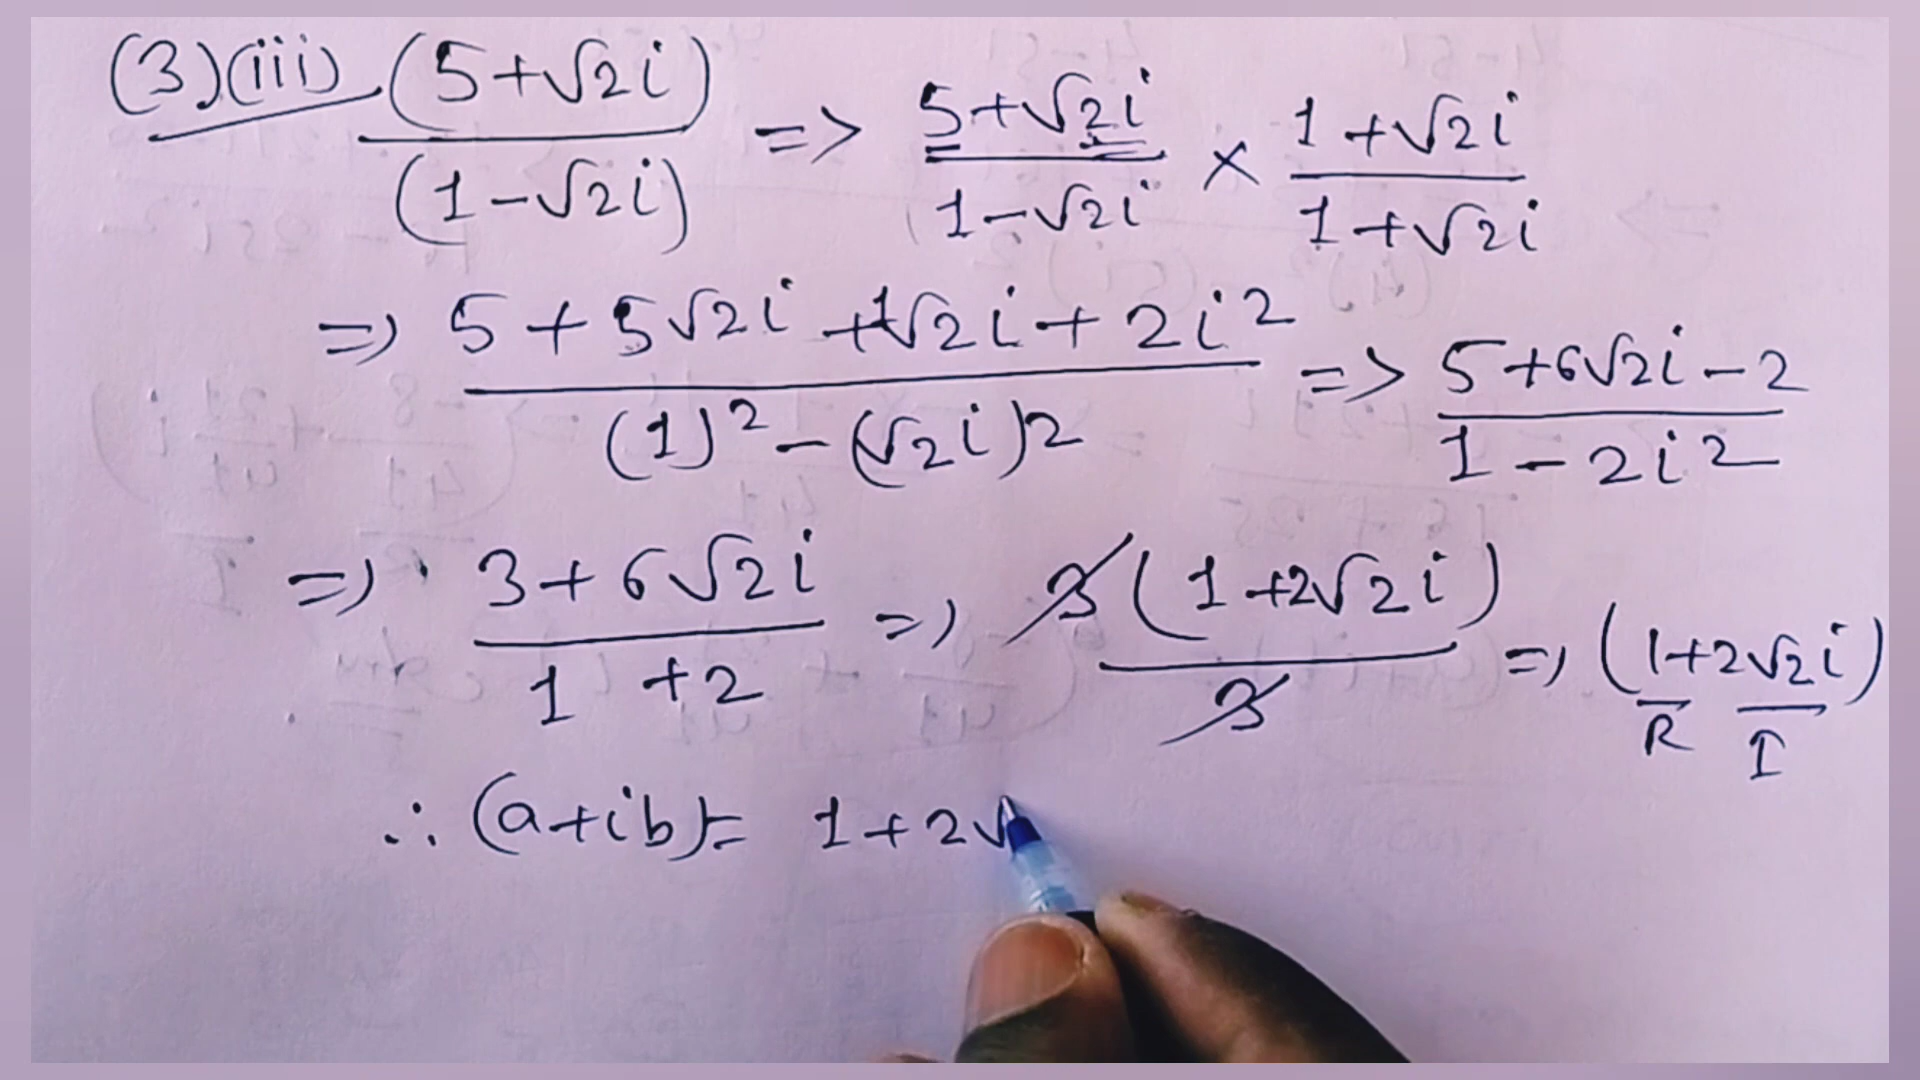 (3)(iii) (5+√2i)/(1-√2i) => 5+√2i/1-√2i × 1+√2i/1+√2i
=> 5+5√2i+1√2i+2i²/(1)²-(√2i)² => 5+6√2i-2/1-2i²
=> 3+6√2i/1+2 => 3(1+2√2i)/3 => (1+2√2i)
R I
∴ (a+ib)= 1+2√